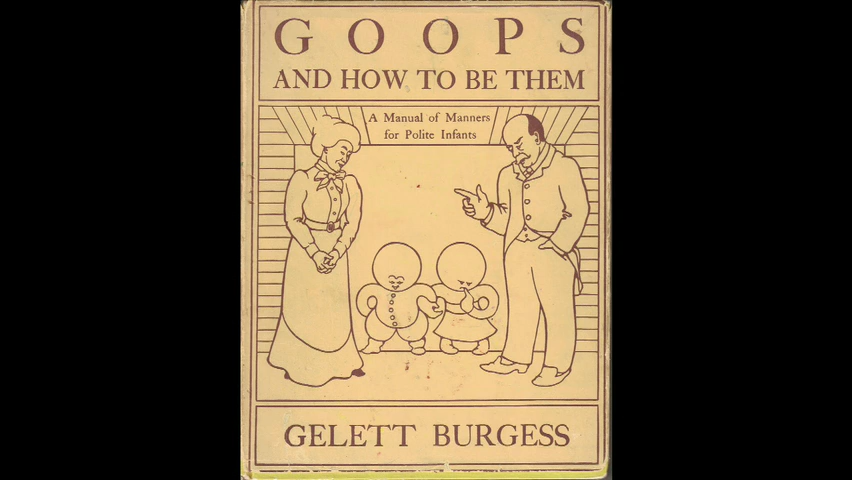 GOOPS
AND HOW TO BE THEM
A Manual of Manners
for Polite Infants
GELETT BURGESS